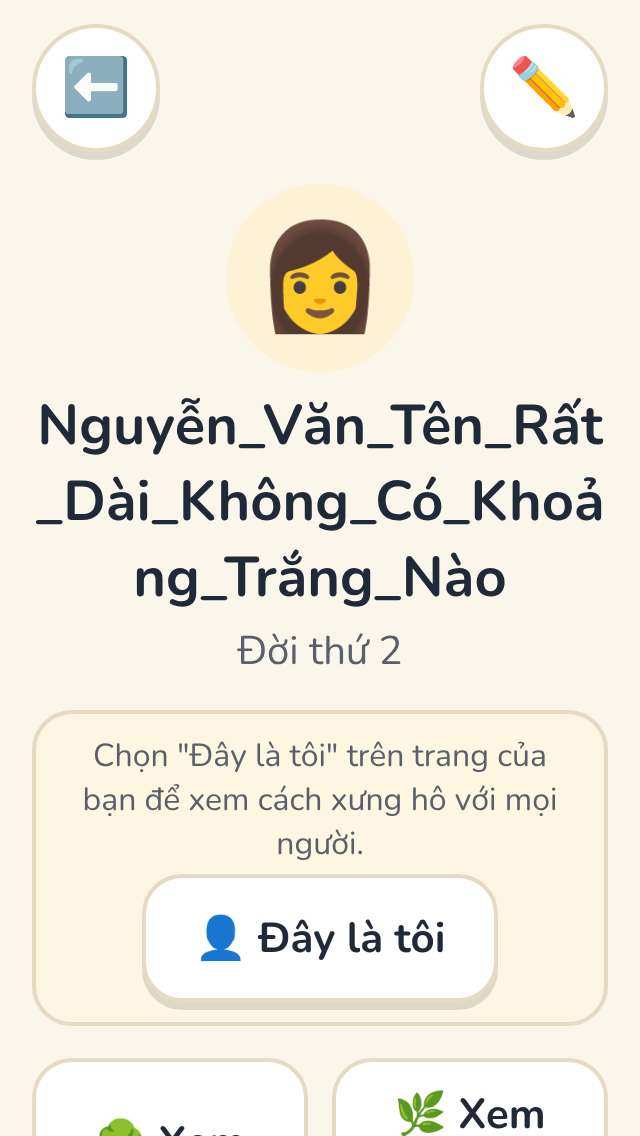 Nguyễn_Văn_Tên_Rất
_Dài_Không_Có_Khoả
ng_Trắng_Nào
Đời thứ 2
Chọn "Đây là tôi" trên trang của
bạn để xem cách xưng hô với mọi
người.
Đây là tôi
Xem
Xem